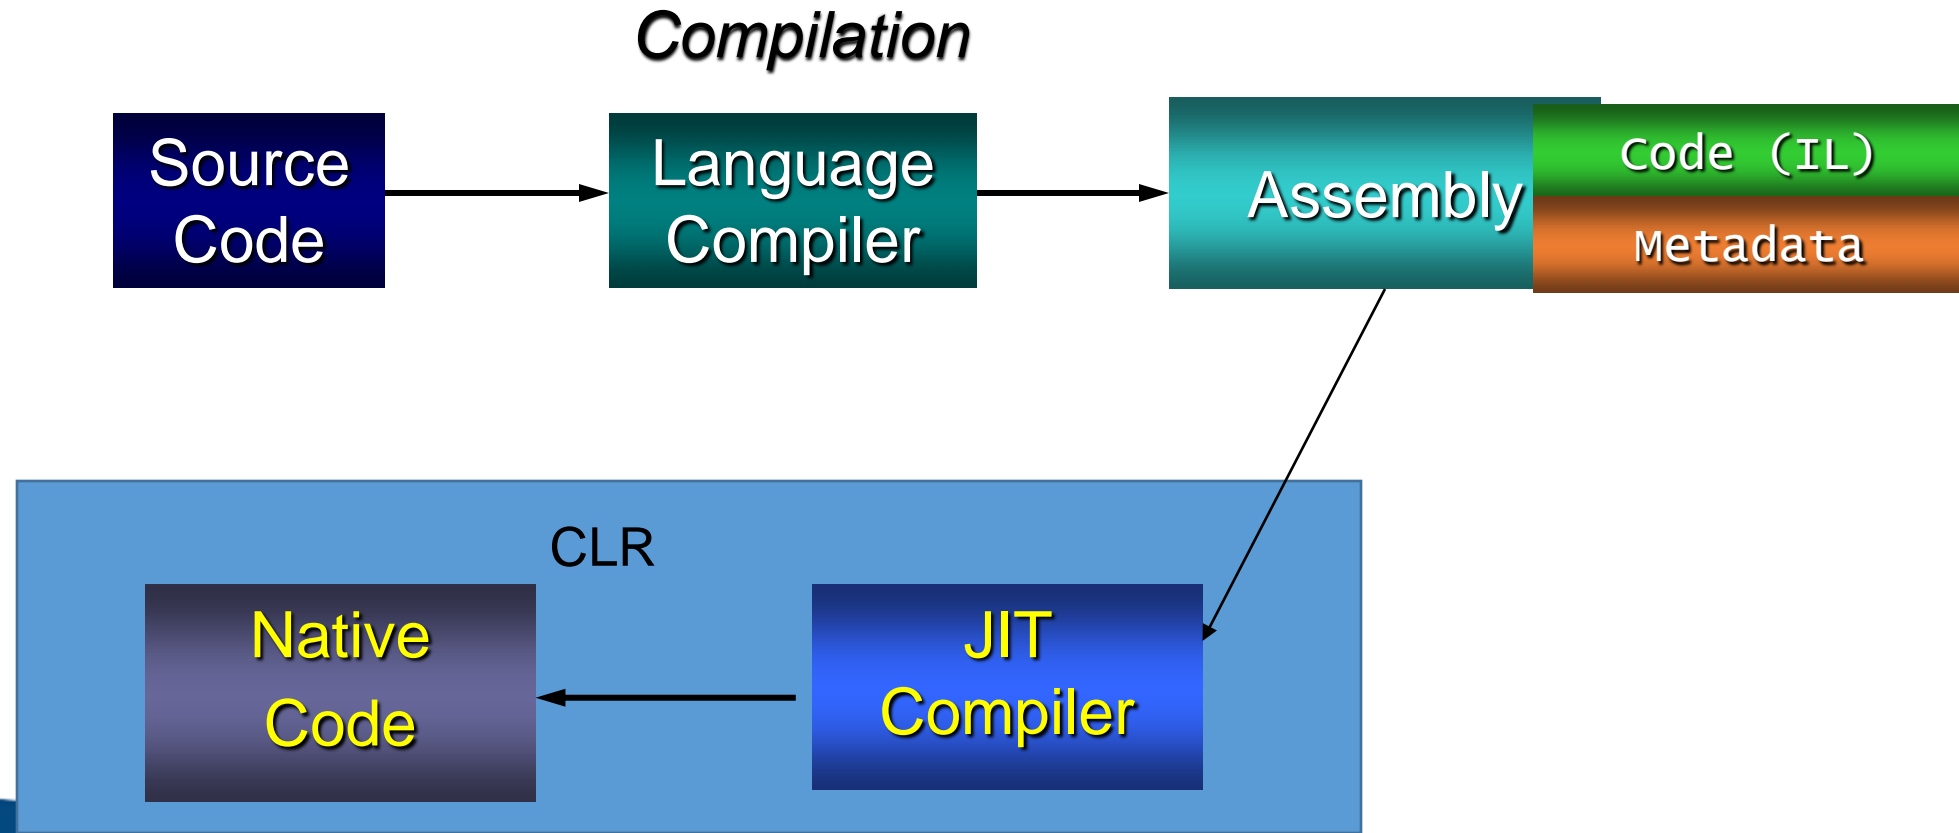 Compilation
Source
Code
Language
Compiler
Assembly
Code (IL)
Metadata
CLR
Native
Code
JIT
Compiler